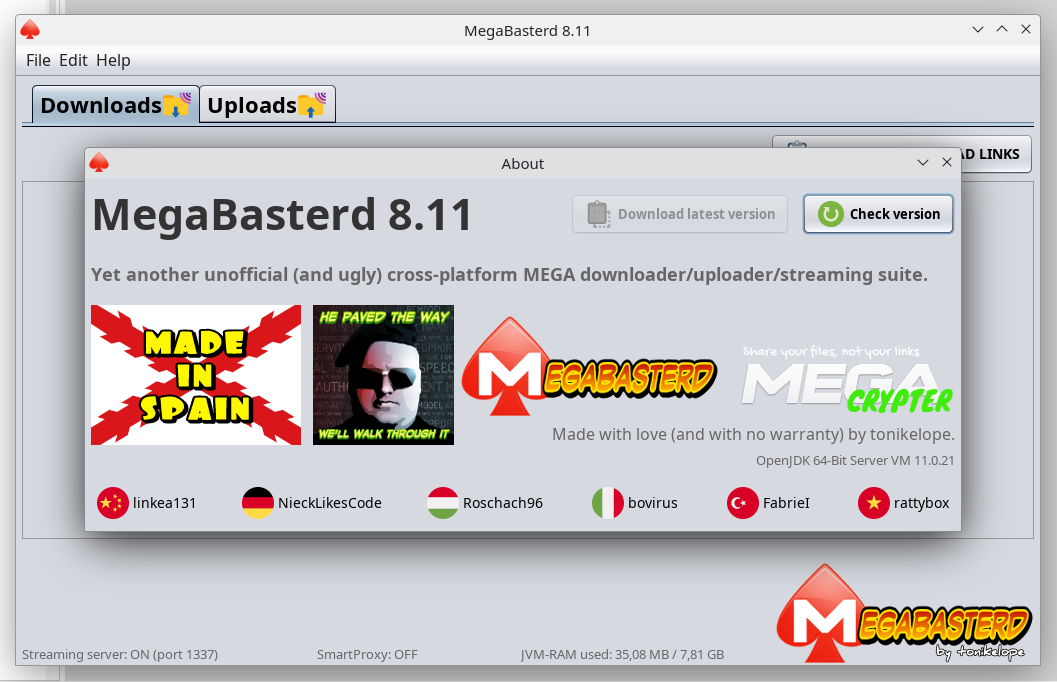 MegaBasterd 8.11
File Edit Help
Downloads Uploads
AD LINKS
About
MegaBasterd 8.11
Download latest version
Check version
Yet another unofficial (and ugly) cross-platform MEGA downloader/uploader/streaming suite.
MADE
IN
SPAIN
HE PAVED THE WAY
WE'LL WALK THROUGH IT
MEGABASTERD
Share your files, not your links
MEGA
CRYPTER
Made with love (and with no warranty) by tonikelope.
OpenJDK 64-Bit Server VM 11.0.21
linkea131 NieckLikesCode Roschach96 bovirus FabrieI rattybox
MEGABASTERD
by tonikelope
Streaming server: ON (port 1337) SmartProxy: OFF JVM-RAM used: 35,08 MB / 7,81 GB